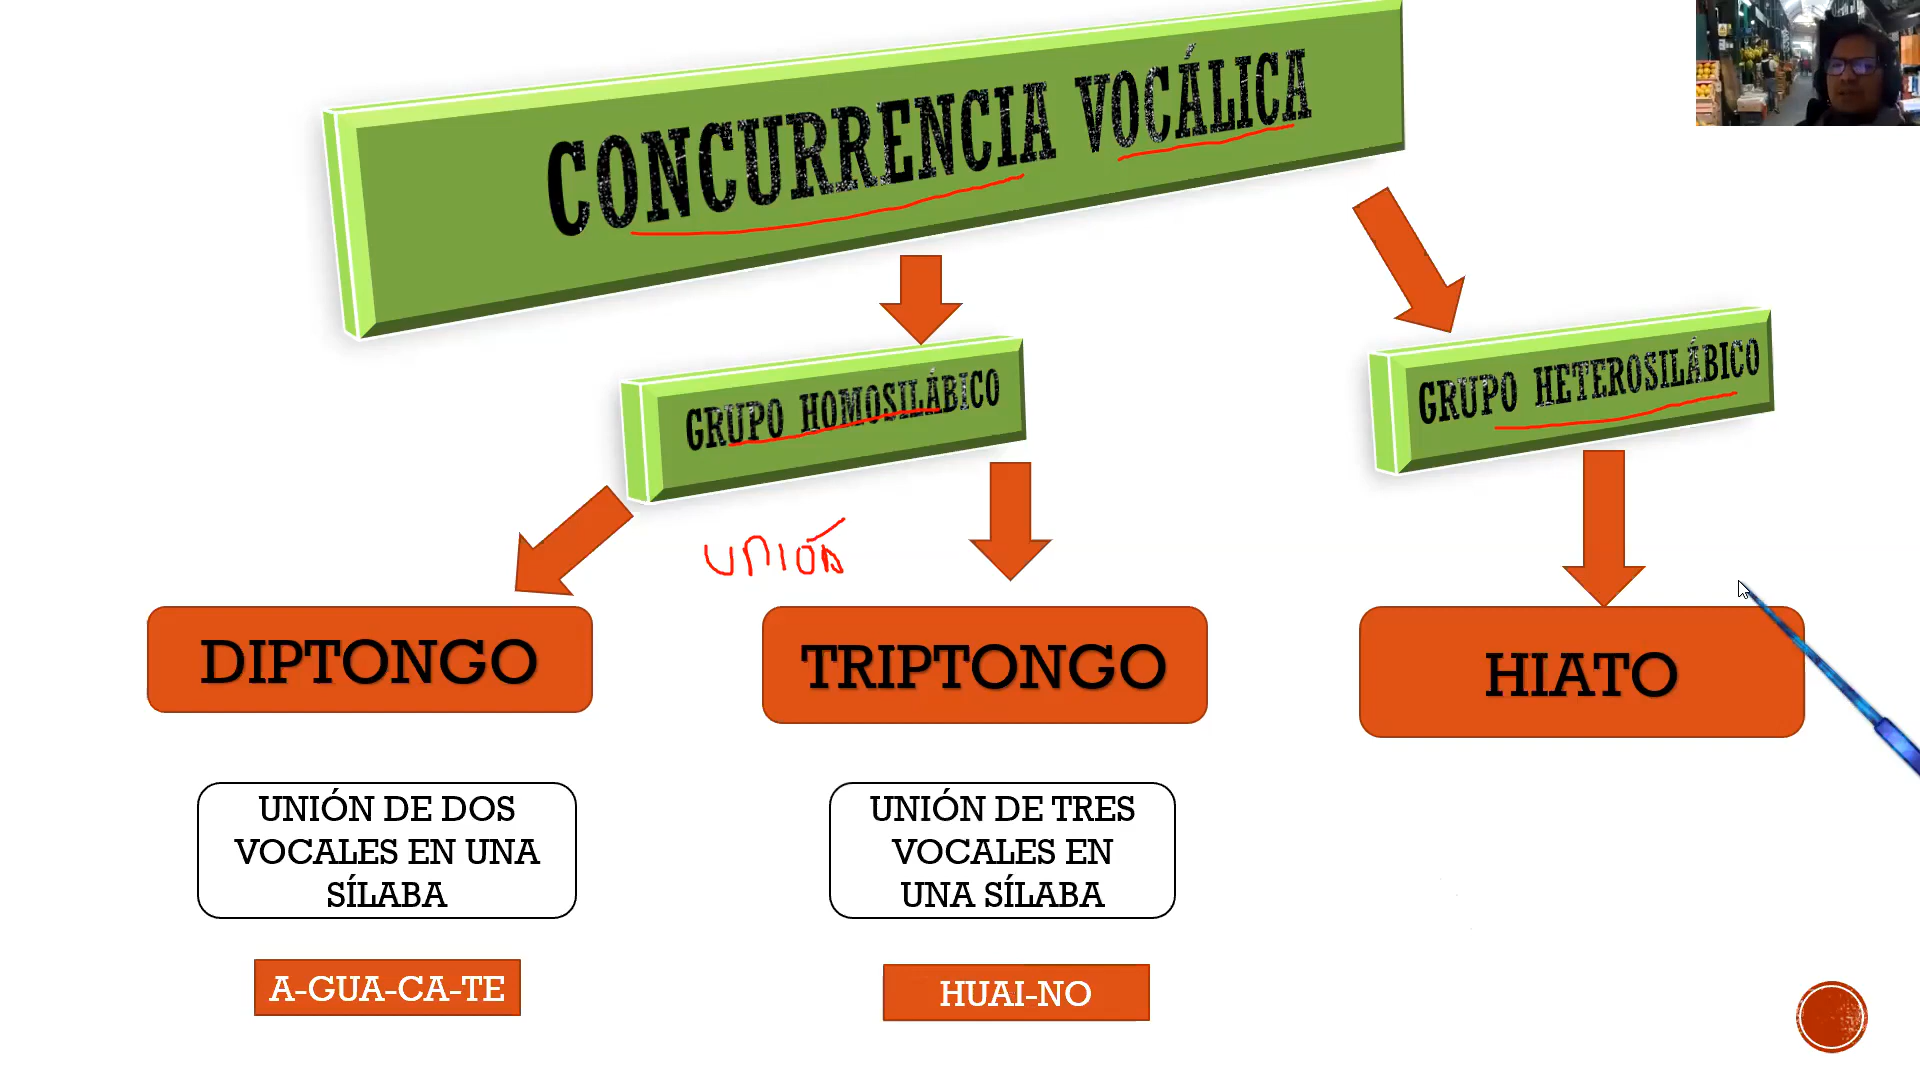 CONCURRENCIA VOCÁLICA
GRUPO HOMOSILÁBICO
GRUPO HETEROSILÁBICO
UNIÓN
DIPTONGO
TRIPTONGO
HIATO
UNIÓN DE DOS
VOCALES EN UNA
SÍLABA
UNIÓN DE TRES
VOCALES EN
UNA SÍLABA
A-GUA-CA-TE
HUAI-NO